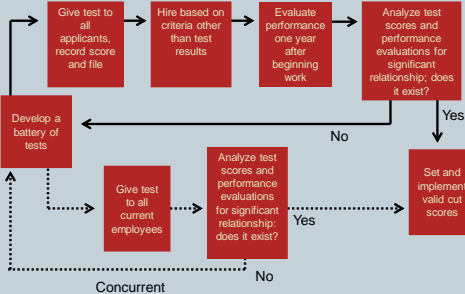 Give test to
all
applicants,
record score
and file
Hire based on
criteria other
than test
results
Evaluate
performance
one year
after
beginning
work
Analyze test
scores and
performance
evaluations for
significant
relationship; does
it exist?
Develop a
battery of
tests
No
Yes
Give test
to all
current
employees
Analyze test
scores and
performance
evaluations
for significant
relationship:
does it exist?
Yes
Set and
implement
valid cut
scores
No
Concurrent